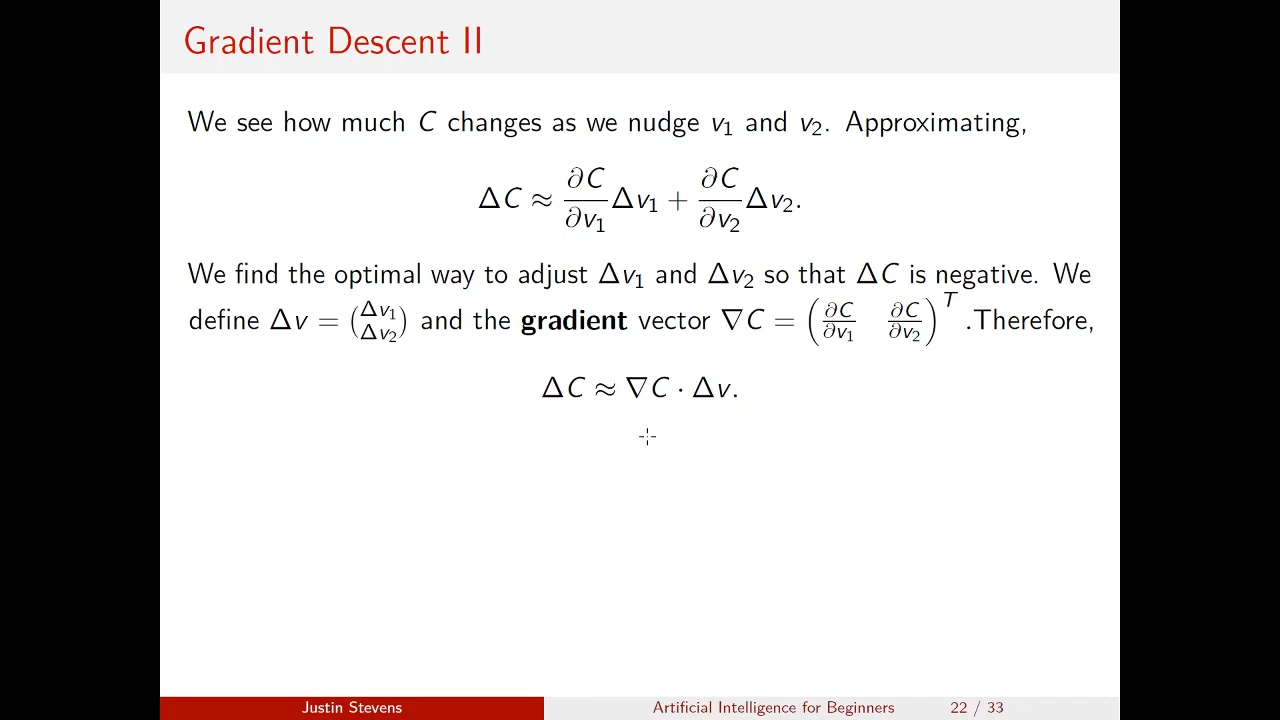 Gradient Descent II
We see how much C changes as we nudge v₁ and v₂. Approximating,
ΔC ≈ ∂C/∂v₁ Δv₁ + ∂C/∂v₂ Δv₂.
We find the optimal way to adjust Δv₁ and Δv₂ so that ΔC is negative. We
define Δv = (Δv₁ Δv₂) and the gradient vector ∇C = (∂C/∂v₁ ∂C/∂v₂)ᵀ .Therefore,
ΔC ≈ ∇C · Δv.
Justin Stevens Artificial Intelligence for Beginners 22 / 33